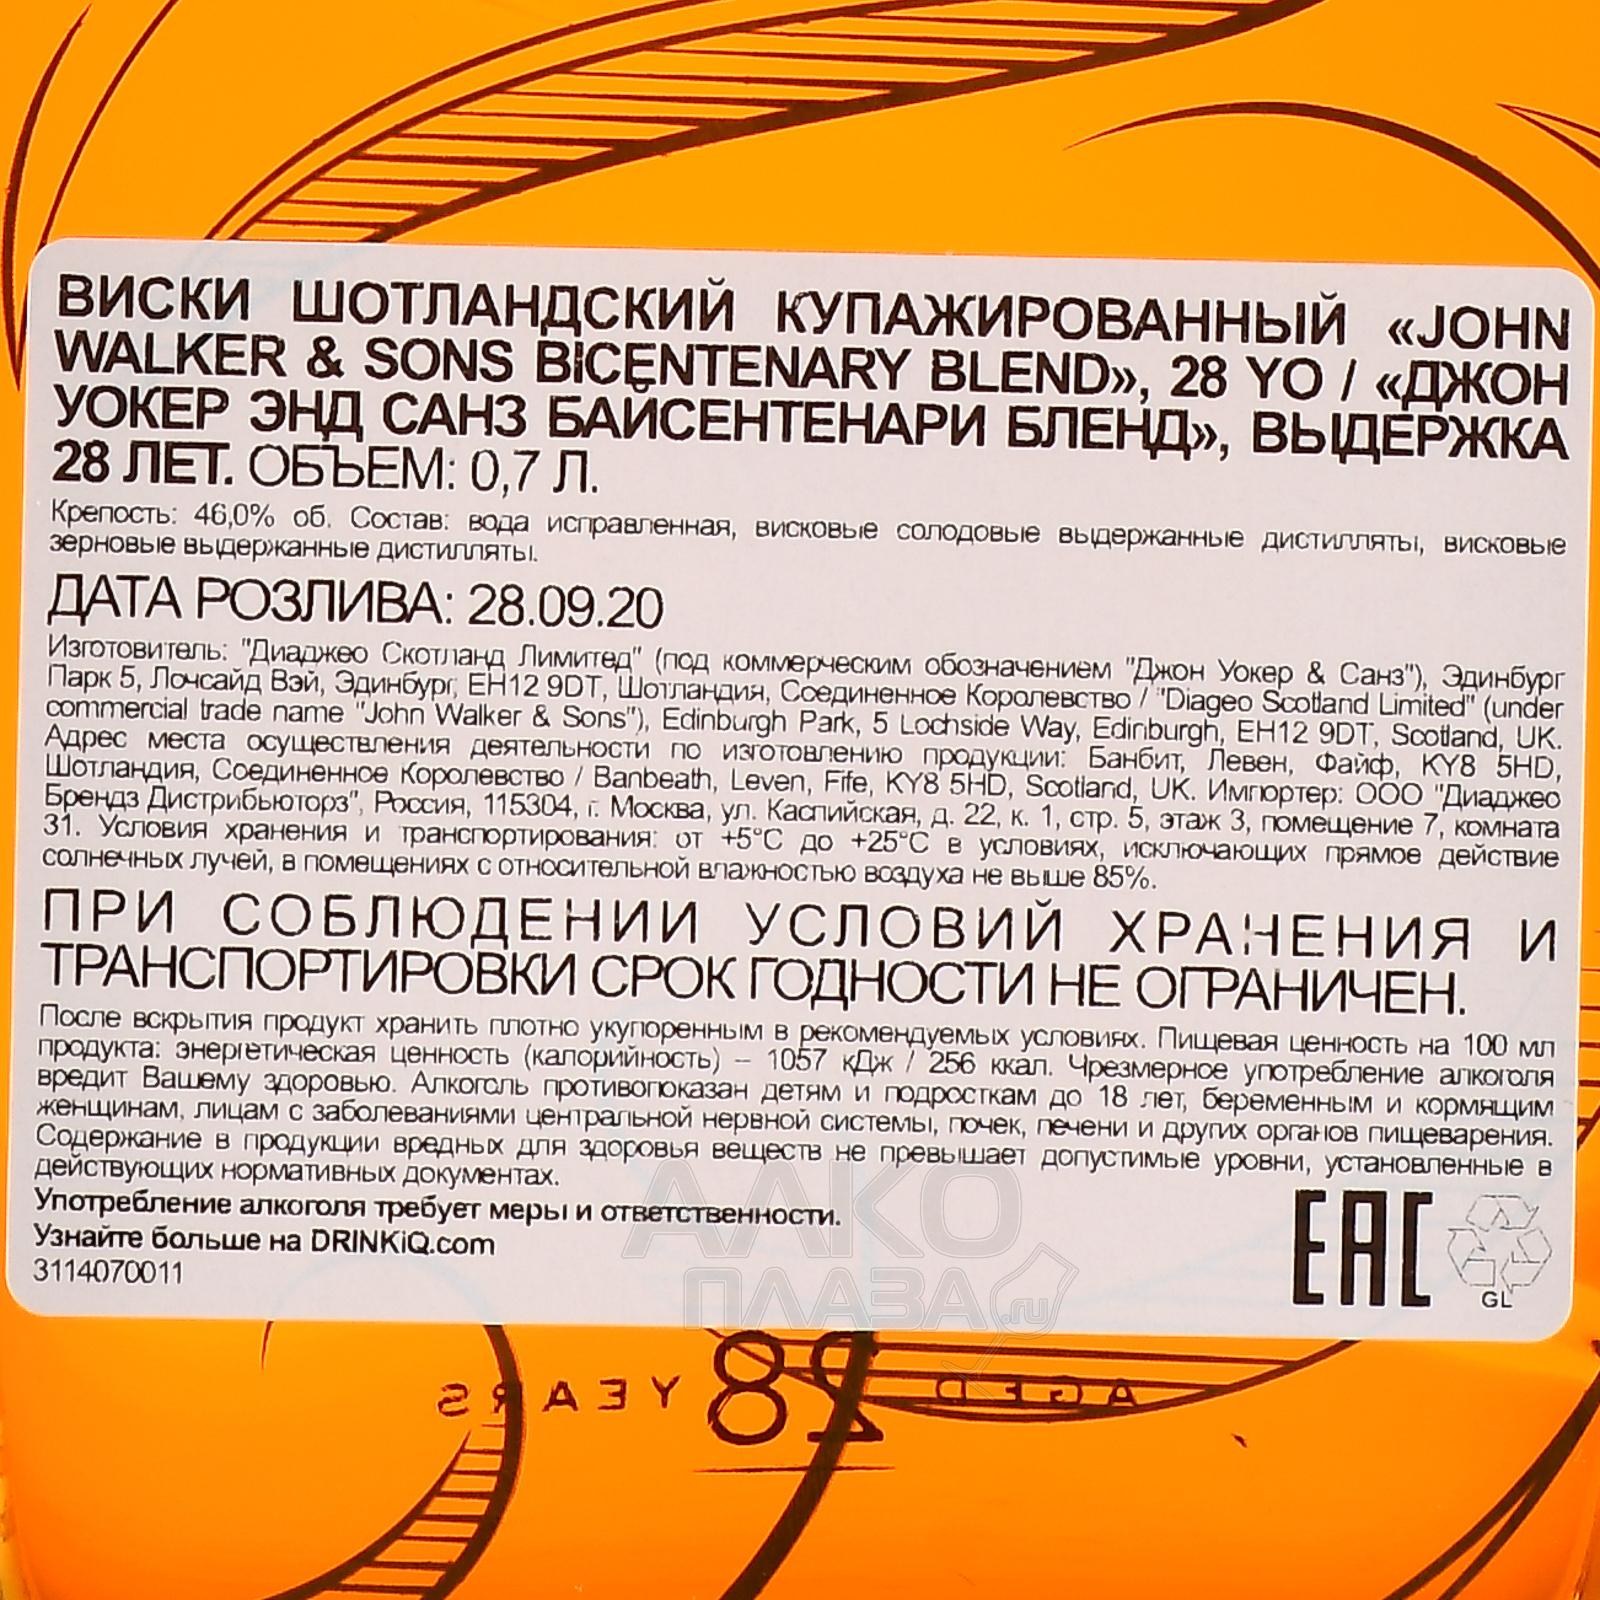 ВИСКИ ШОТЛАНДСКИЙ КУПАЖИРОВАННЫЙ «JOHN
WALKER & SONS BICENTENARY BLEND», 28 YO / «ДЖОН
УОКЕР ЭНД САНЗ БАЙСЕНТЕНАРИ БЛЕНД», ВЫДЕРЖКА
28 ЛЕТ. ОБЪЕМ: 0,7 Л.
Крепость: 46,0% об. Состав: вода исправленная, висковые солодовые выдержанные дистилляты, висковые
зерновые выдержанные дистилляты.
ДАТА РОЗЛИВА: 28.09.20
Изготовитель: "Диаджео Скотланд Лимитед" (под коммерческим обозначением "Джон Уокер & Санз"), Эдинбург
Парк 5, Лочсайд Вэй, Эдинбург, EH12 9DT, Шотландия, Соединенное Королевство / "Diageo Scotland Limited" (under
commercial trade name "John Walker & Sons"), Edinburgh Park, 5 Lochside Way, Edinburgh, EH12 9DT, Scotland, UK.
Адрес места осуществления деятельности по изготовлению продукции: Банбит, Левен, Файф, KY8 5HD,
Шотландия, Соединенное Королевство / Banbeath, Leven, Fife, KY8 5HD, Scotland, UK. Импортер: ООО "Диаджео
Брендз Дистрибьюторз", Россия, 115304, г. Москва, ул. Каспийская, д. 22, к. 1, стр. 5, этаж 3, помещение 7, комната
31. Условия хранения и транспортирования: от +5°C до +25°C в условиях, исключающих прямое действие
солнечных лучей, в помещениях с относительной влажностью воздуха не выше 85%.
ПРИ СОБЛЮДЕНИИ УСЛОВИЙ ХРАНЕНИЯ И
ТРАНСПОРТИРОВКИ СРОК ГОДНОСТИ НЕ ОГРАНИЧЕН.
После вскрытия продукт хранить плотно укупоренным в рекомендуемых условиях. Пищевая ценность на 100 мл
продукта: энергетическая ценность (калорийность) – 1057 кДж / 256 ккал. Чрезмерное употребление алкоголя
вредит Вашему здоровью. Алкоголь противопоказан детям и подросткам до 18 лет, беременным и кормящим
женщинам, лицам с заболеваниями центральной нервной системы, почек, печени и других органов пищеварения.
Содержание в продукции вредных для здоровья веществ не превышает допустимые уровни, установленные в
действующих нормативных документах.
Употребление алкоголя требует меры и ответственности.
Узнайте больше на DRINKiQ.com
3114070011
EAC
GL
АЛКО
ПЛАЗА.ru
AGED 28 YEARS